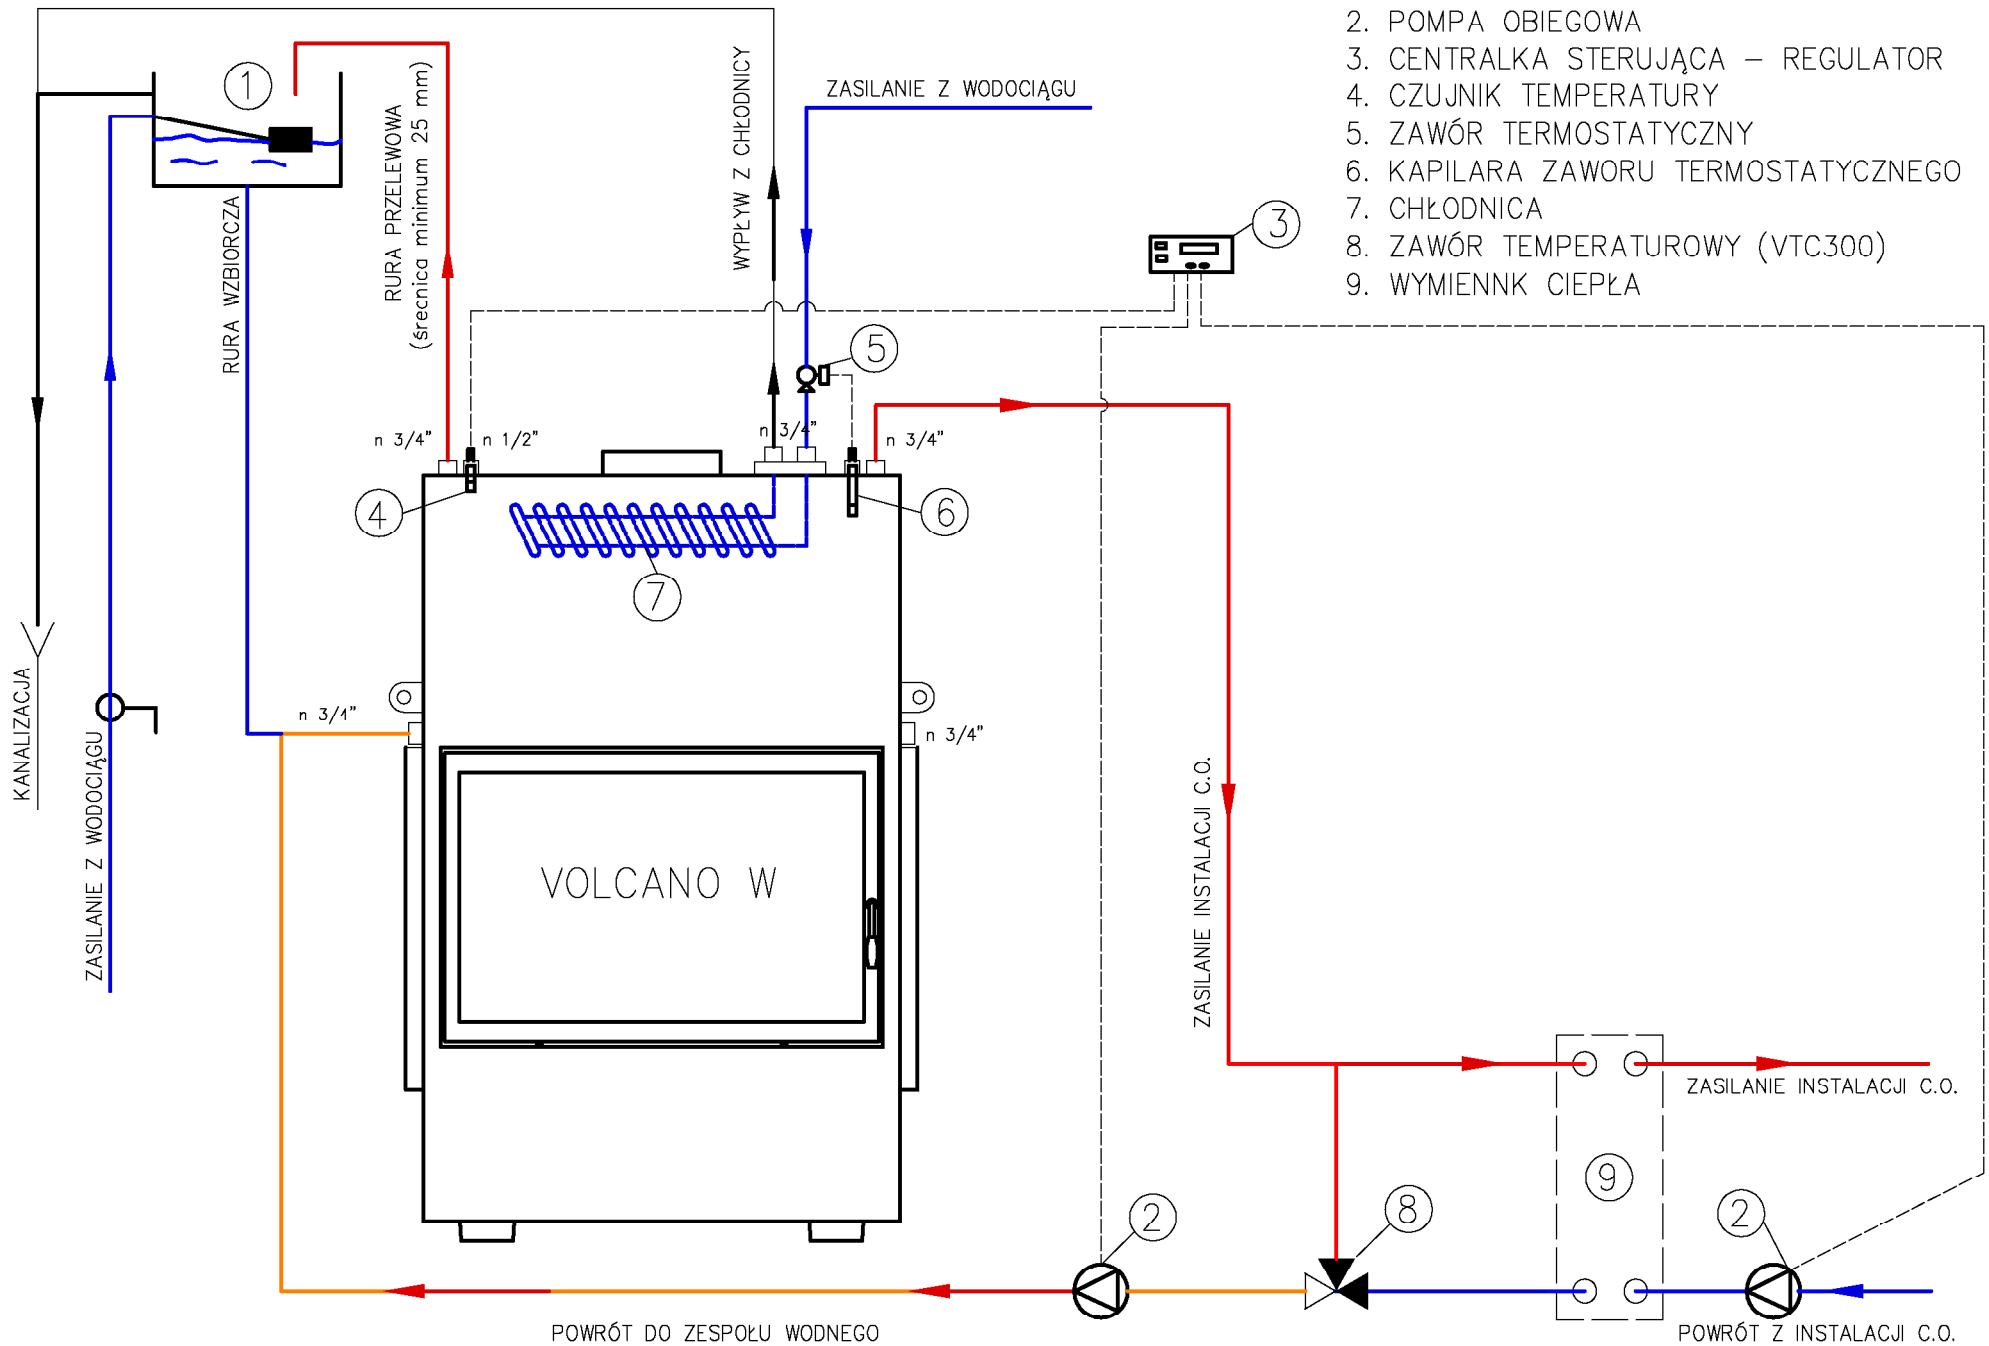 2. POMPA OBIEGOWA
3. CENTRALKA STERUJĄCA – REGULATOR
4. CZUJNIK TEMPERATURY
5. ZAWÓR TERMOSTATYCZNY
6. KAPILARA ZAWORU TERMOSTATYCZNEGO
7. CHŁODNICA
8. ZAWÓR TEMPERATUROWY (VTC300)
9. WYMIENNK CIEPŁA
1
RURA PRZELEWOWA
(śrecnica minimum 25 mm)
WYPŁYW Z CHŁODNICY
ZASILANIE Z WODOCIĄGU
RURA WZBIORCZA
3
5
n 3/4"
n 1/2"
n 3/4"
n 3/4"
4
6
7
KANALIZACJA
ZASILANIE Z WODOCIĄGU
n 3/4"
n 3/4"
VOLCANO W
ZASILANIE INSTALACJI C.O.
ZASILANIE INSTALACJI C.O.
9
2
8
2
POWRÓT DO ZESPOŁU WODNEGO
POWRÓT Z INSTALACJI C.O.